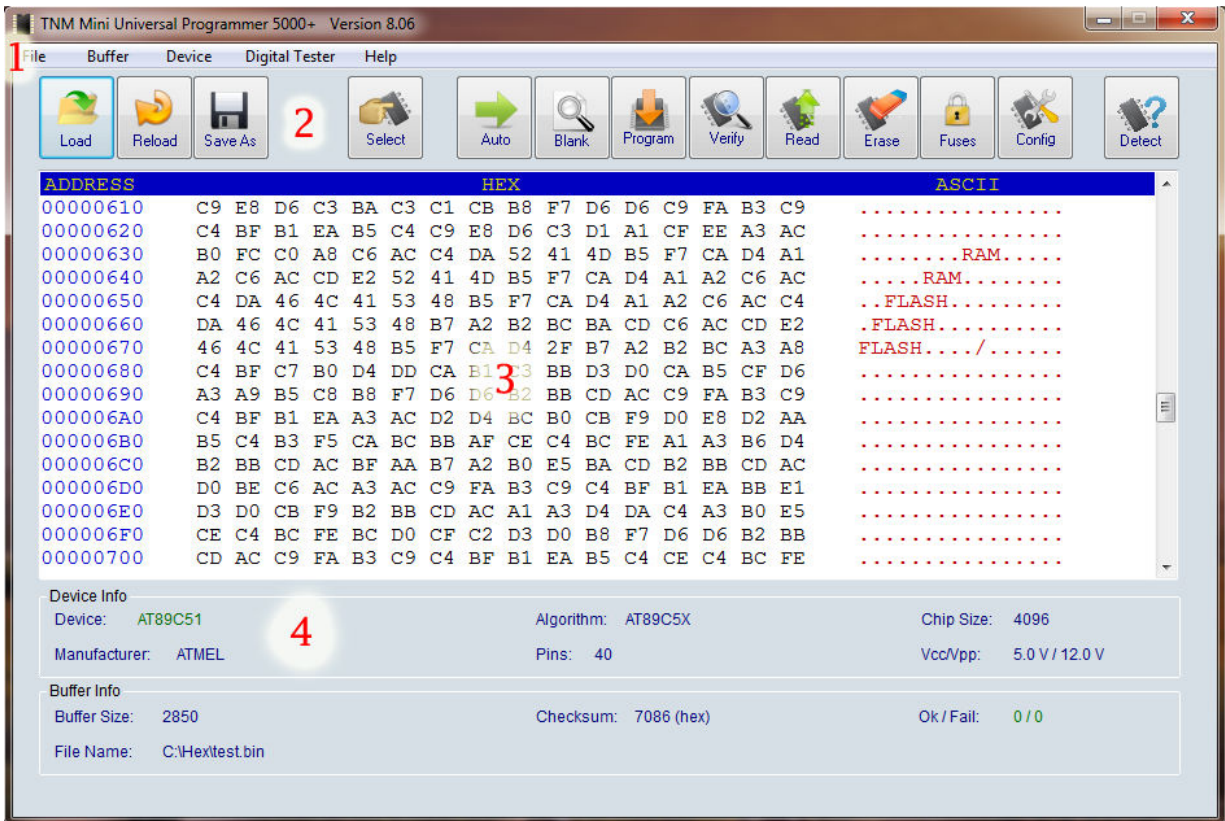 TNM Mini Universal Programmer 5000+ Version 8.06
1
File Buffer Device Digital Tester Help
Load Reload Save As 2 Select Auto Blank Program Verify Read Erase Fuses Config Detect
ADDRESS HEX ASCII
00000610 C9 E8 D6 C3 BA C3 C1 CB B8 F7 D6 D6 C9 FA B3 C9 ................
00000620 C4 BF B1 EA B5 C4 C9 E8 D6 C3 D1 A1 CF EE A3 AC ................
00000630 B0 FC C0 A8 C6 AC C4 DA 52 41 4D B5 F7 CA D4 A1 ........RAM.....
00000640 A2 C6 AC CD E2 52 41 4D B5 F7 CA D4 A1 A2 C6 AC .....RAM........
00000650 C4 DA 46 4C 41 53 48 B5 F7 CA D4 A1 A2 C6 AC C4 ..FLASH.........
00000660 DA 46 4C 41 53 48 B7 A2 B2 BC BA CD C6 AC CD E2 .FLASH..........
00000670 46 4C 41 53 48 B5 F7 CA D4 2F B7 A2 B2 BC A3 A8 FLASH..../......
00000680 C4 BF C7 B0 D4 DD CA B1 C3 BB D3 D0 CA B5 CF D6 ................
3
00000690 A3 A9 B5 C8 B8 F7 D6 D6 B2 BB CD AC C9 FA B3 C9 ................
000006A0 C4 BF B1 EA A3 AC D2 D4 BC B0 CB F9 D0 E8 D2 AA ................
000006B0 B5 C4 B3 F5 CA BC BB AF CE C4 BC FE A1 A3 B6 D4 ................
000006C0 B2 BB CD AC BF AA B7 A2 B0 E5 BA CD B2 BB CD AC ................
000006D0 D0 BE C6 AC A3 AC C9 FA B3 C9 C4 BF B1 EA BB E1 ................
000006E0 D3 D0 CB F9 B2 BB CD AC A1 A3 D4 DA C4 A3 B0 E5 ................
000006F0 CE C4 BC FE BC D0 CF C2 D3 D0 B8 F7 D6 D6 B2 BB ................
00000700 CD AC C9 FA B3 C9 C4 BF B1 EA B5 C4 CE C4 BC FE ................
Device Info
Device: AT89C51 Algorithm: AT89C5X Chip Size: 4096
4
Manufacturer: ATMEL Pins: 40 Vcc/Vpp: 5.0 V / 12.0 V
Buffer Info
Buffer Size: 2850 Checksum: 7086 (hex) Ok / Fail: 0 / 0
File Name: C:\Hex\test.bin